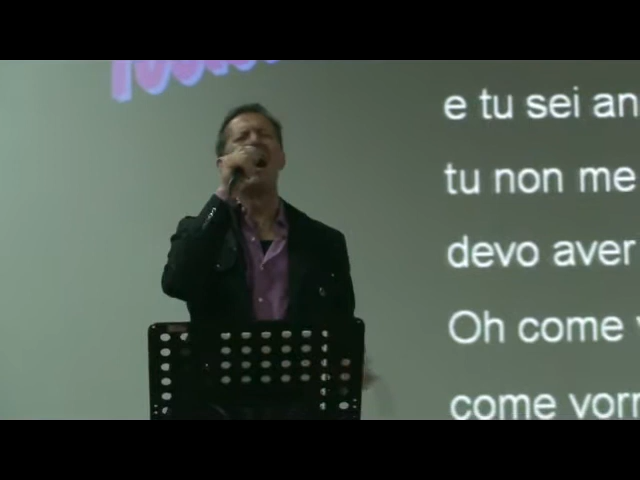 e tu sei an
tu non me
devo aver
Oh come v
come vorr